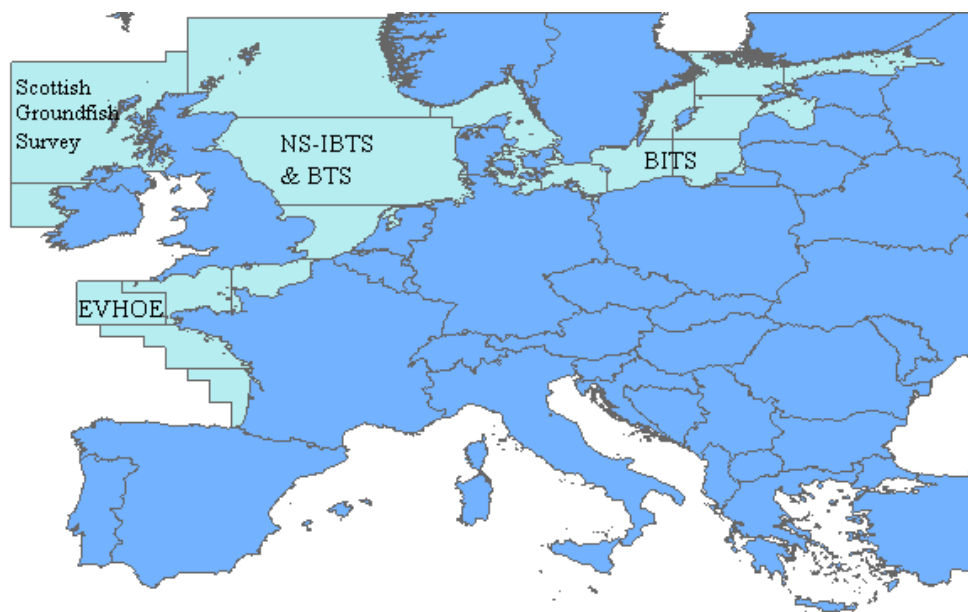 Scottish
Groundfish
Survey
NS-IBTS
& BTS
BITS
EVHOE